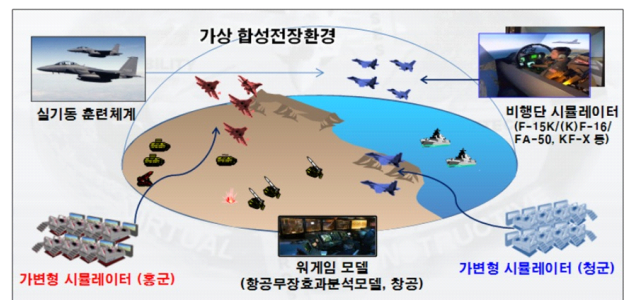 가상 합성전장환경
실기동 훈련체계
비행단 시뮬레이터
(F-15K/(K)F-16/
FA-50, KF-X 등)
가변형 시뮬레이터 (홍군)
워게임 모델
(항공무장효과분석모델, 창공)
가변형 시뮬레이터 (청군)